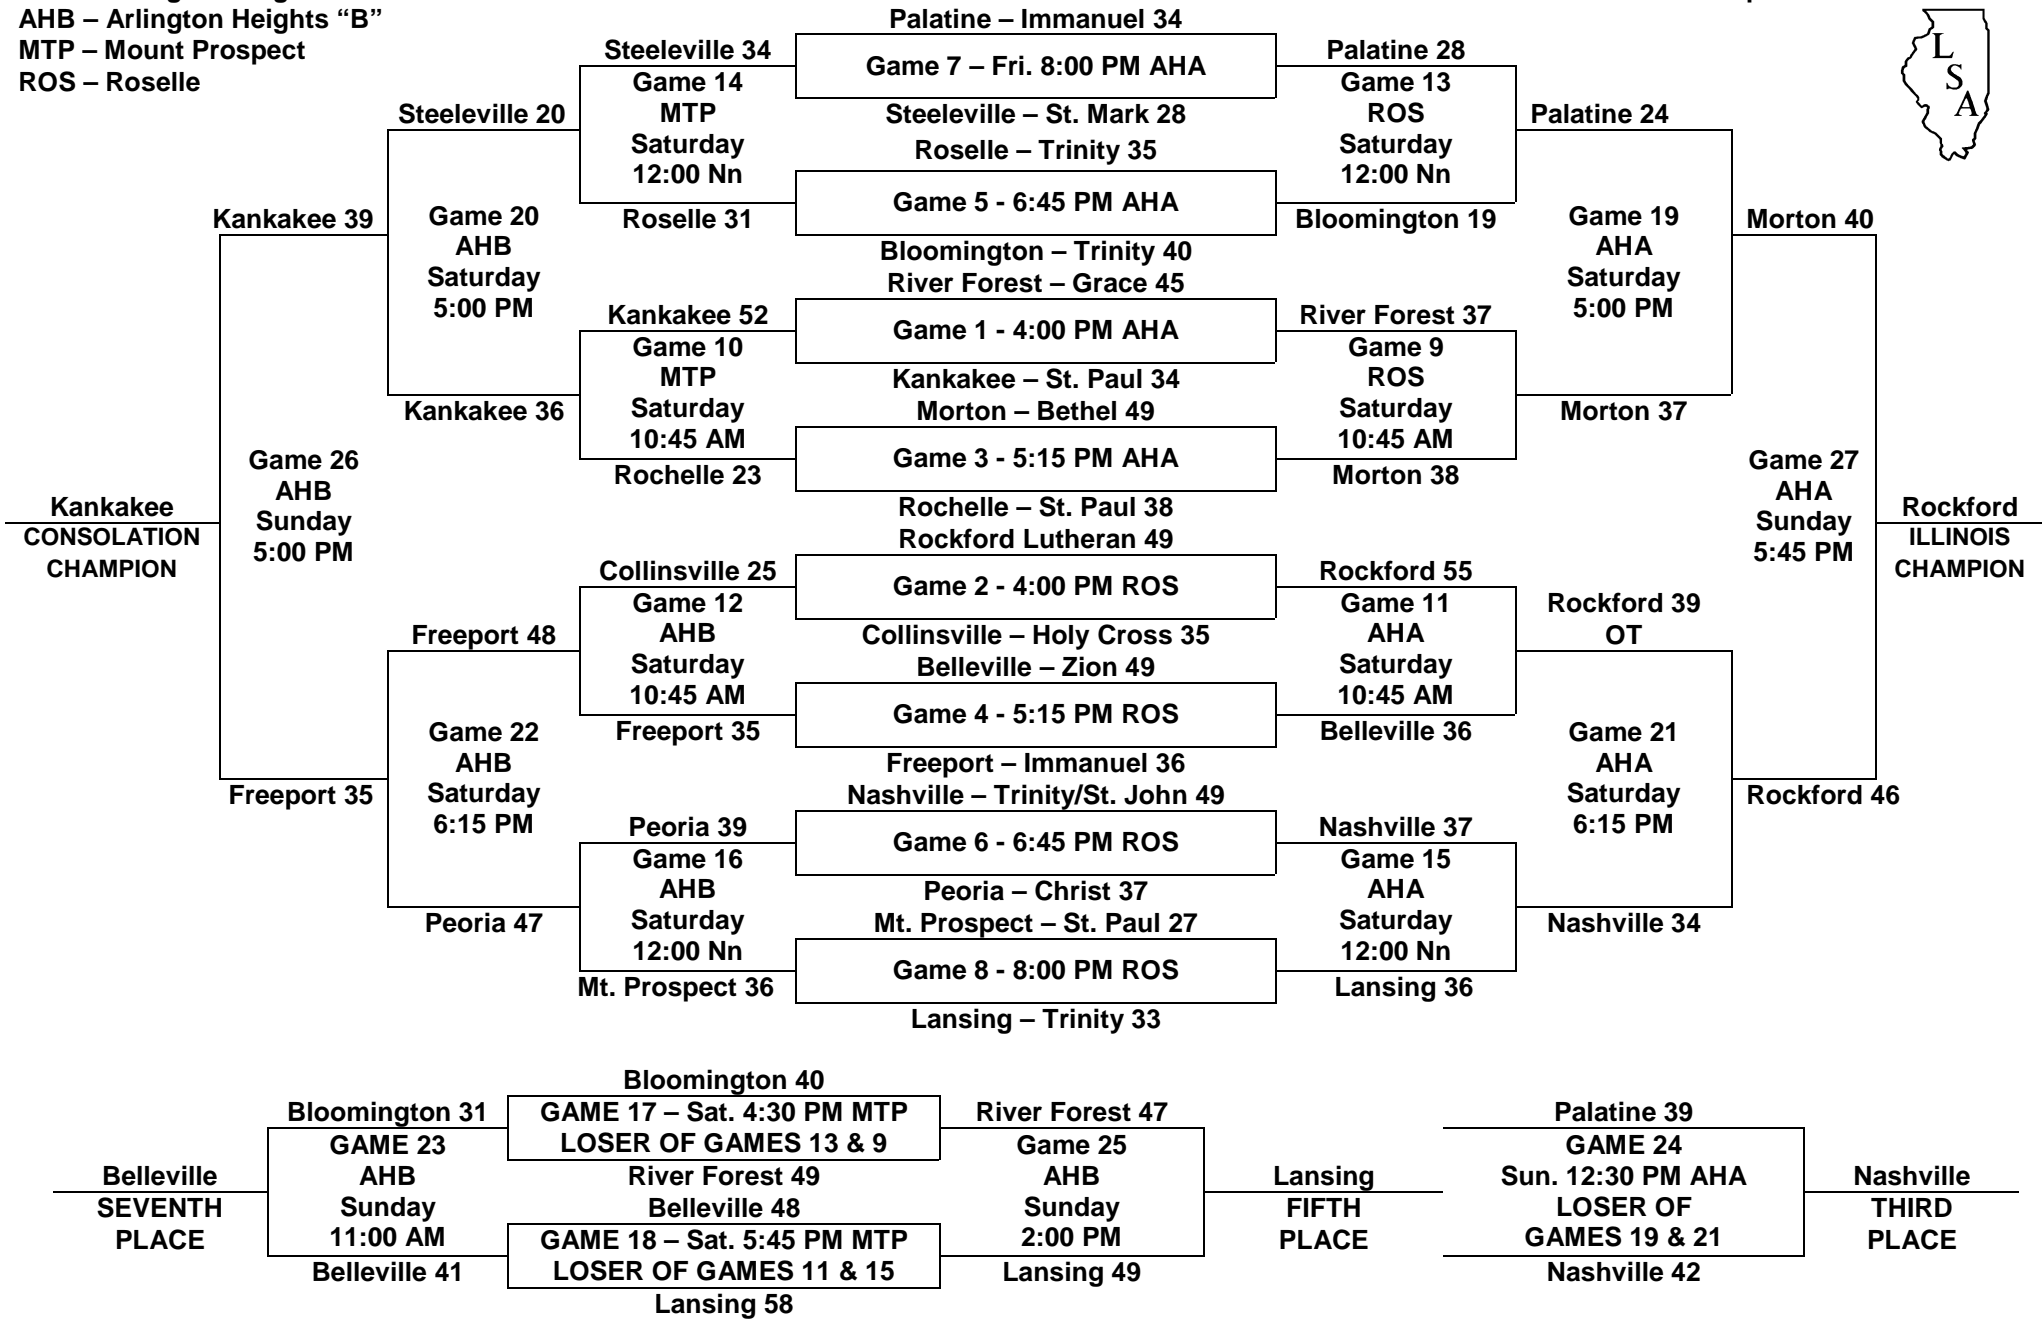 AHB – Arlington Heights “B”
MTP – Mount Prospect
ROS – Roselle
L
S
A
Palatine – Immanuel 34
Game 7 – Fri. 8:00 PM AHA
Steeleville – St. Mark 28
Roselle – Trinity 35
Game 5 - 6:45 PM AHA
Bloomington – Trinity 40
River Forest – Grace 45
Game 1 - 4:00 PM AHA
Kankakee – St. Paul 34
Morton – Bethel 49
Game 3 - 5:15 PM AHA
Rochelle – St. Paul 38
Rockford Lutheran 49
Game 2 - 4:00 PM ROS
Collinsville – Holy Cross 35
Belleville – Zion 49
Game 4 - 5:15 PM ROS
Freeport – Immanuel 36
Nashville – Trinity/St. John 49
Game 6 - 6:45 PM ROS
Peoria – Christ 37
Mt. Prospect – St. Paul 27
Game 8 - 8:00 PM ROS
Lansing – Trinity 33
Steeleville 34
Game 14
MTP
Saturday
12:00 Nn
Roselle 31
Kankakee 52
Game 10
MTP
Saturday
10:45 AM
Rochelle 23
Collinsville 25
Game 12
AHB
Saturday
10:45 AM
Freeport 35
Peoria 39
Game 16
AHB
Saturday
12:00 Nn
Mt. Prospect 36
Steeleville 20
Game 20
AHB
Saturday
5:00 PM
Kankakee 36
Freeport 48
Game 22
AHB
Saturday
6:15 PM
Peoria 47
Kankakee 39
Game 26
AHB
Sunday
5:00 PM
Freeport 35
Kankakee
CONSOLATION
CHAMPION
Palatine 28
Game 13
ROS
Saturday
12:00 Nn
Bloomington 19
River Forest 37
Game 9
ROS
Saturday
10:45 AM
Morton 38
Rockford 55
Game 11
AHA
Saturday
10:45 AM
Belleville 36
Nashville 37
Game 15
AHA
Saturday
12:00 Nn
Lansing 36
Palatine 24
Game 19
AHA
Saturday
5:00 PM
Morton 37
Rockford 39
OT
Game 21
AHA
Saturday
6:15 PM
Nashville 34
Morton 40
Game 27
AHA
Sunday
5:45 PM
Rockford 46
Rockford
ILLINOIS
CHAMPION
Bloomington 40
GAME 17 – Sat. 4:30 PM MTP
LOSER OF GAMES 13 & 9
River Forest 49
Belleville 48
GAME 18 – Sat. 5:45 PM MTP
LOSER OF GAMES 11 & 15
Lansing 58
Bloomington 31
GAME 23
AHB
Sunday
11:00 AM
Belleville 41
Belleville
SEVENTH
PLACE
River Forest 47
Game 25
AHB
Sunday
2:00 PM
Lansing 49
Lansing
FIFTH
PLACE
Palatine 39
GAME 24
Sun. 12:30 PM AHA
LOSER OF
GAMES 19 & 21
Nashville 42
Nashville
THIRD
PLACE